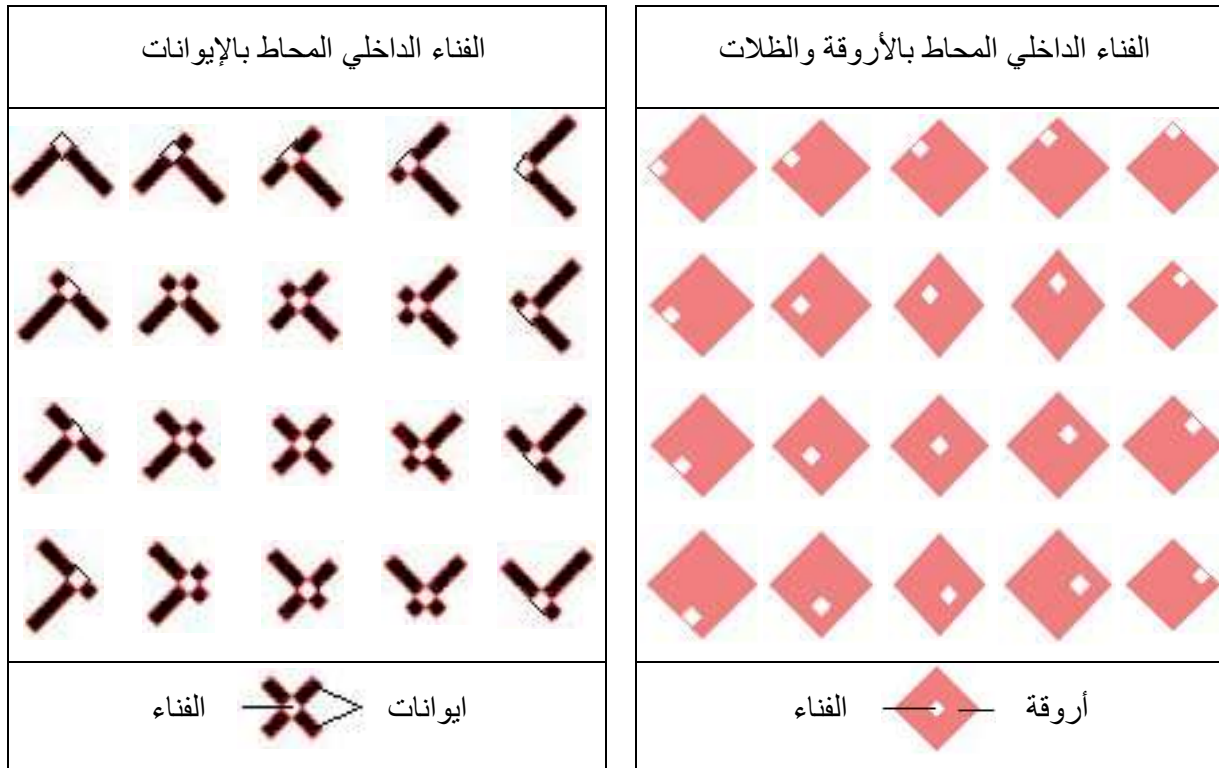 الفناء الداخلي المحاط بالأروقة والظلات
الفناء الداخلي المحاط بالإيوانات
أروقة
الفناء
ايوانات
الفناء